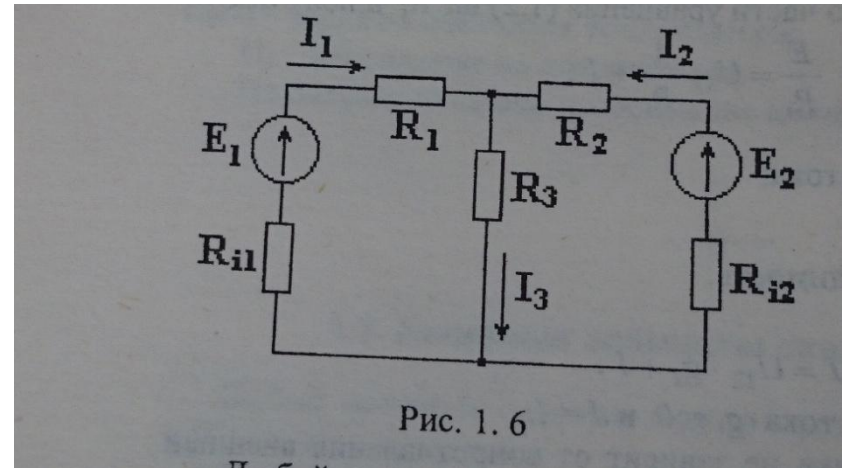 I₁ I₂
R₁ R₂
E₁ E₂
R₃
Rᵢ₁ Rᵢ₂
I₃
Рис. 1. 6